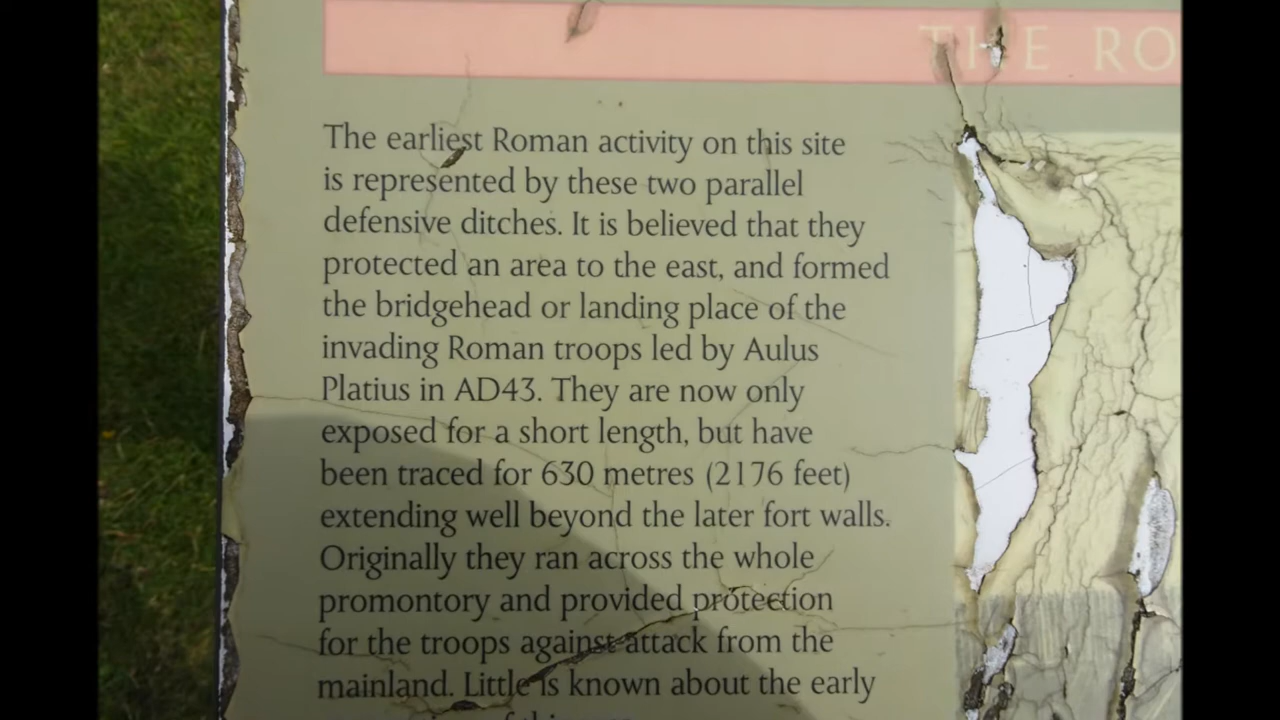 THE RO
The earliest Roman activity on this site
is represented by these two parallel
defensive ditches. It is believed that they
protected an area to the east, and formed
the bridgehead or landing place of the
invading Roman troops led by Aulus
Platius in AD43. They are now only
exposed for a short length, but have
been traced for 630 metres (2176 feet)
extending well beyond the later fort walls.
Originally they ran across the whole
promontory and provided protection
for the troops against attack from the
mainland. Little is known about the early